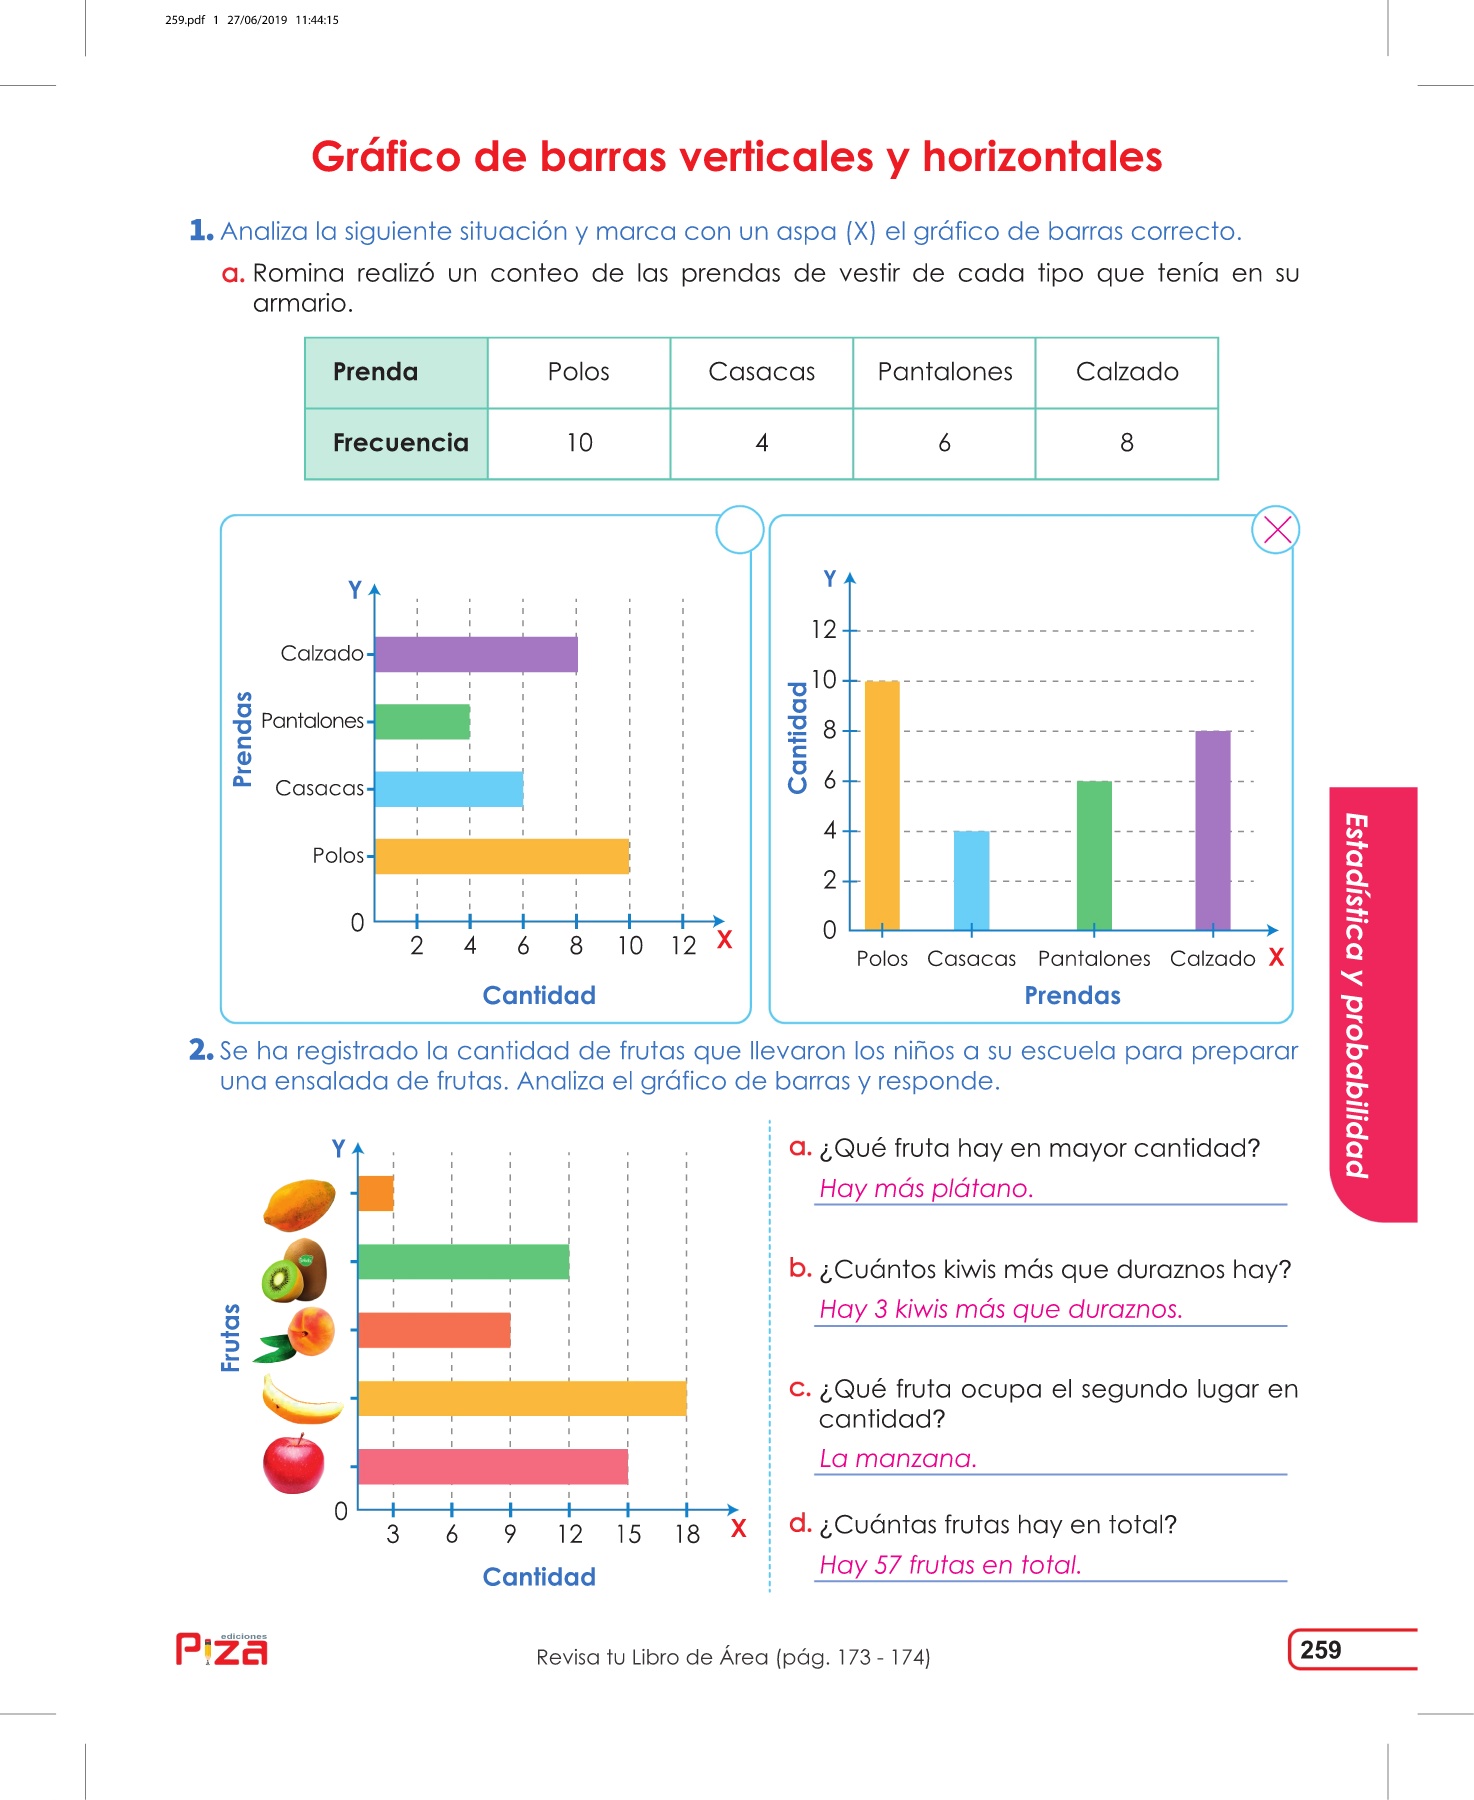 259.pdf 1 27/06/2019 11:44:15
Gráfico de barras verticales y horizontales
1. Analiza la siguiente situación y marca con un aspa (X) el gráfico de barras correcto.
a. Romina realizó un conteo de las prendas de vestir de cada tipo que tenía en su
armario.
Prenda Polos Casacas Pantalones Calzado
Frecuencia 10 4 6 8
Y
Prendas
Calzado
Pantalones
Casacas
Polos
0
2 4 6 8 10 12 X
Cantidad
X
Y
Cantidad
12
10
8
6
4
2
0
Polos Casacas Pantalones Calzado X
Prendas
2. Se ha registrado la cantidad de frutas que llevaron los niños a su escuela para preparar
una ensalada de frutas. Analiza el gráfico de barras y responde.
Y
Frutas
0
3 6 9 12 15 18 X
Cantidad
a. ¿Qué fruta hay en mayor cantidad?
Hay más plátano.
b. ¿Cuántos kiwis más que duraznos hay?
Hay 3 kiwis más que duraznos.
c. ¿Qué fruta ocupa el segundo lugar en
cantidad?
La manzana.
d. ¿Cuántas frutas hay en total?
Hay 57 frutas en total.
Estadística y probabilidad
ediciones
Piza
Revisa tu Libro de Área (pág. 173 - 174)
259